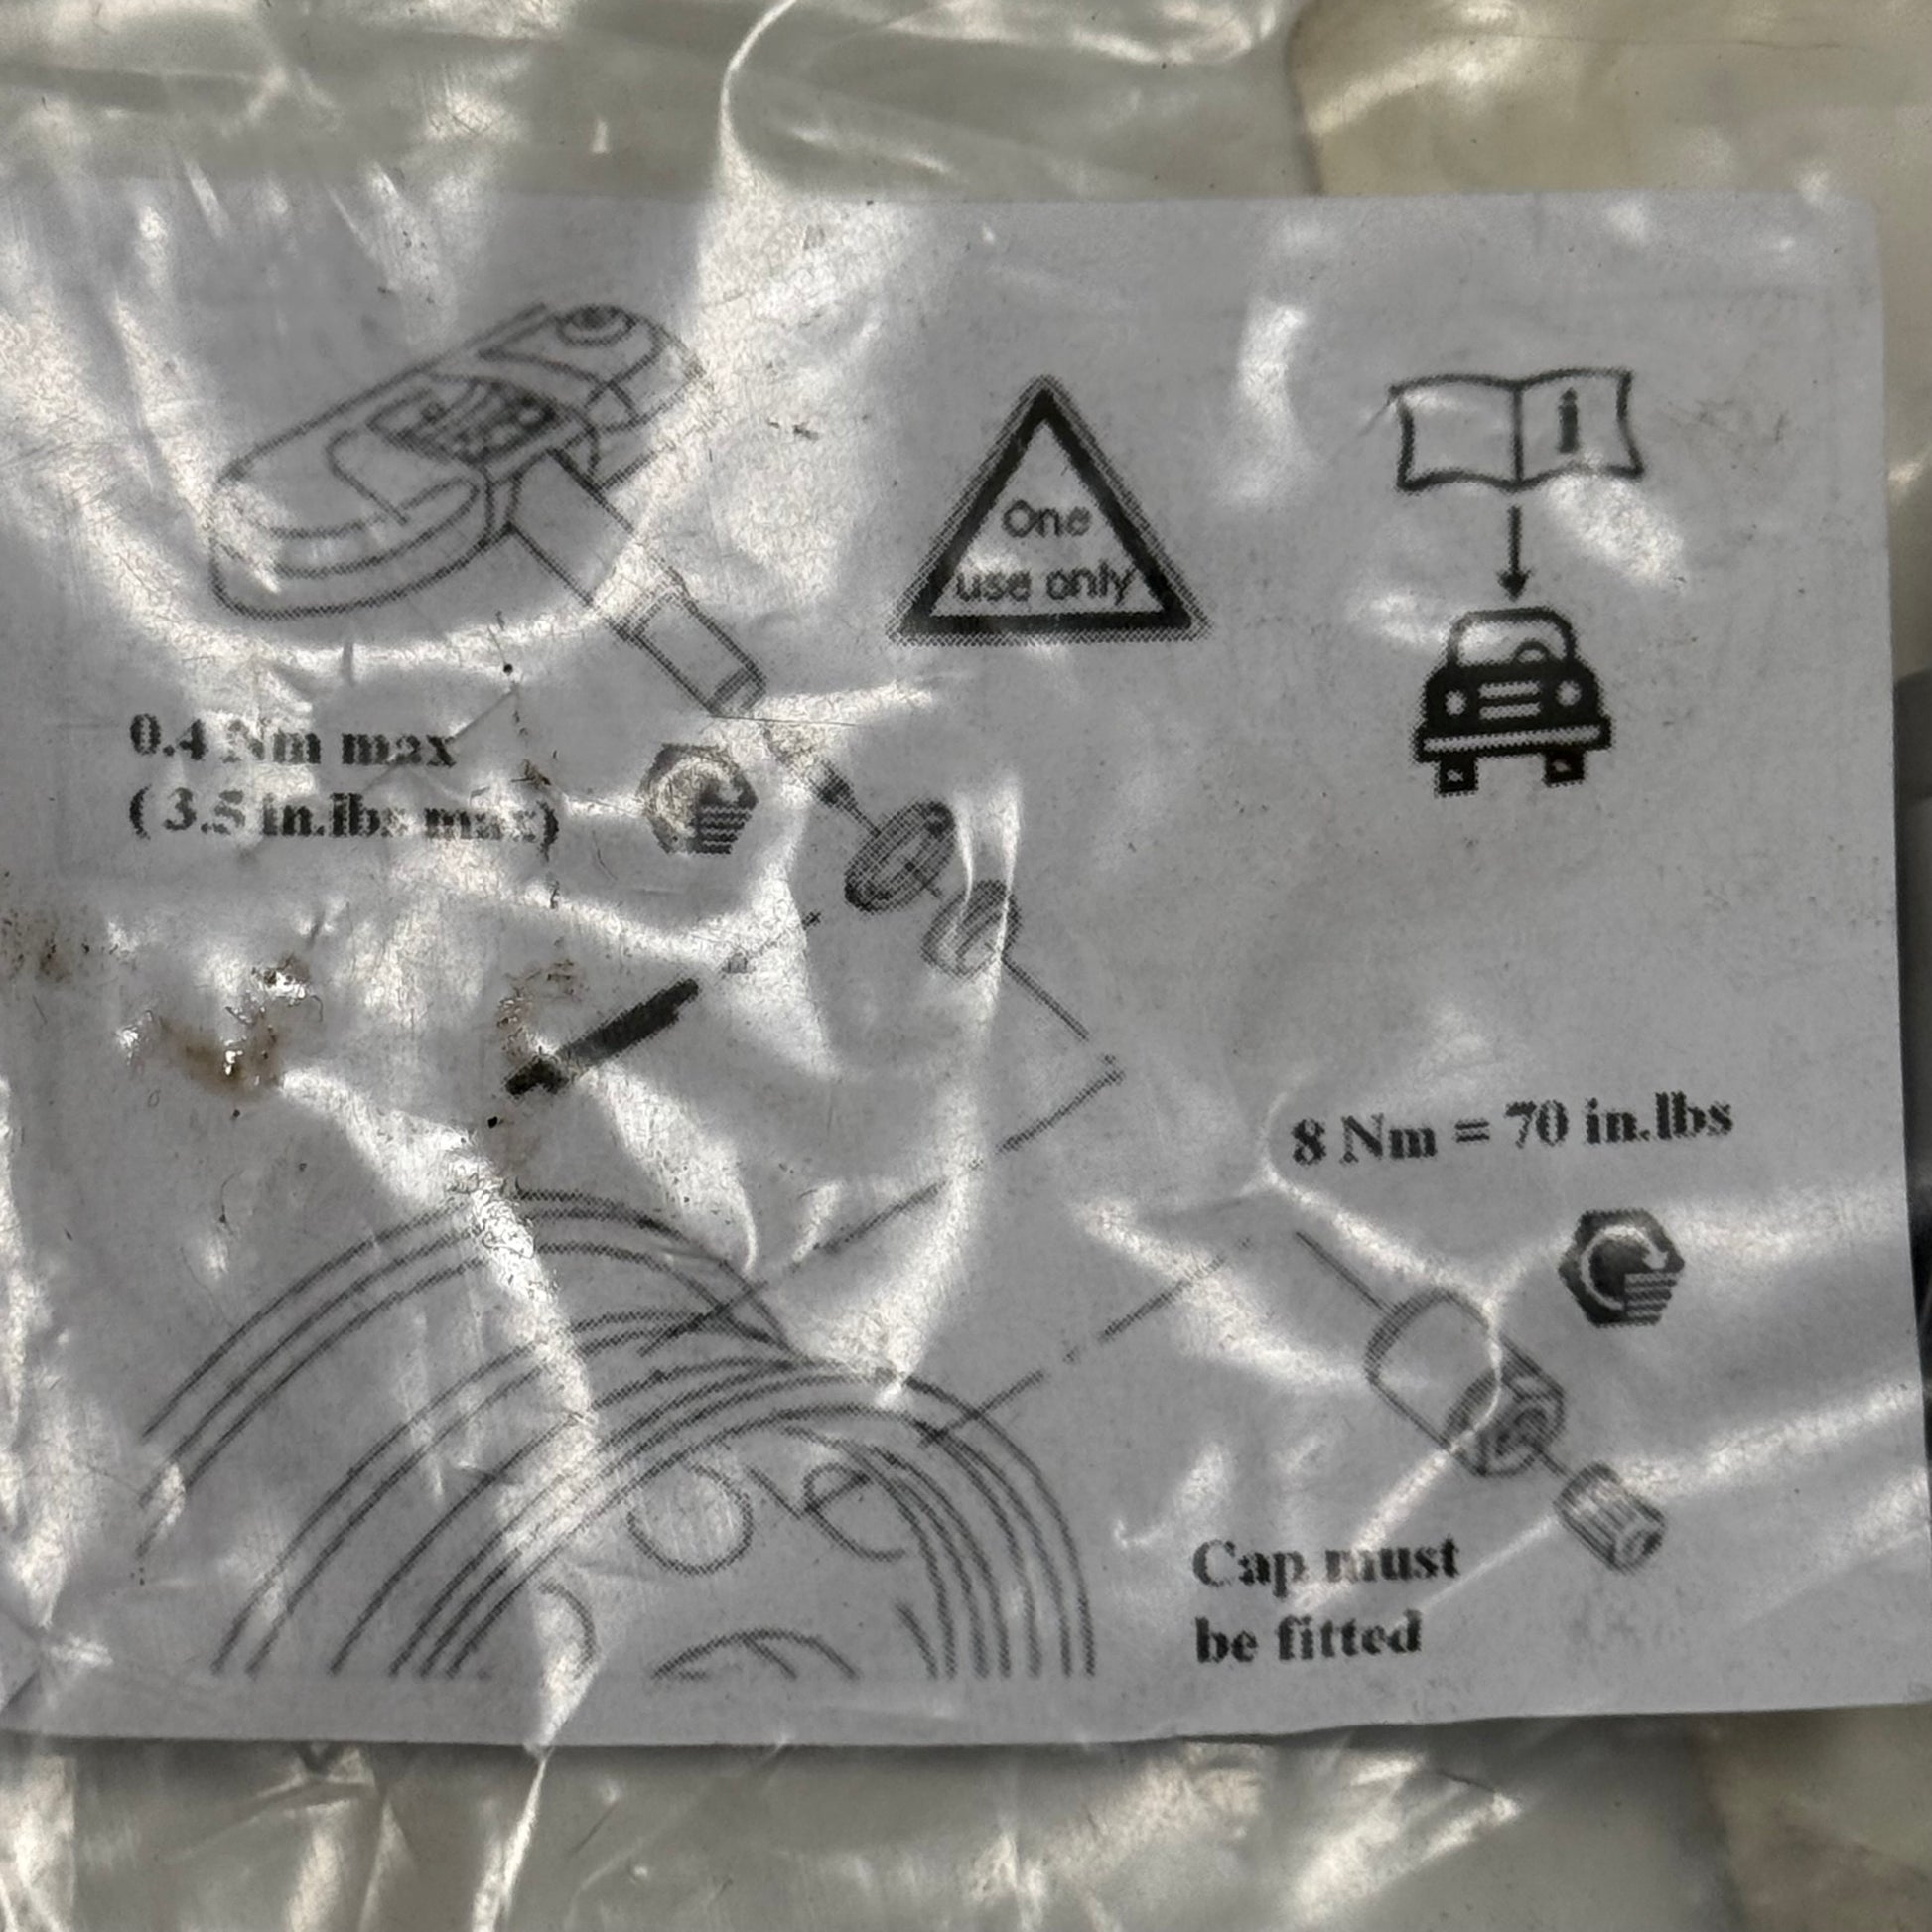 One
use only
i
0.4 Nm max
( 3.5 in.lbs max)
8 Nm = 70 in.lbs
Cap must
be fitted